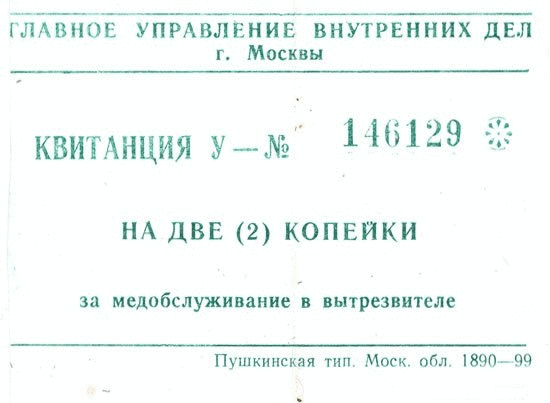 ГЛАВНОЕ УПРАВЛЕНИЕ ВНУТРЕННИХ ДЕЛ
г. Москвы
КВИТАНЦИЯ У — № 146129
НА ДВЕ (2) КОПЕЙКИ
за медобслуживание в вытрезвителе
Пушкинская тип. Моск. обл. 1890—99